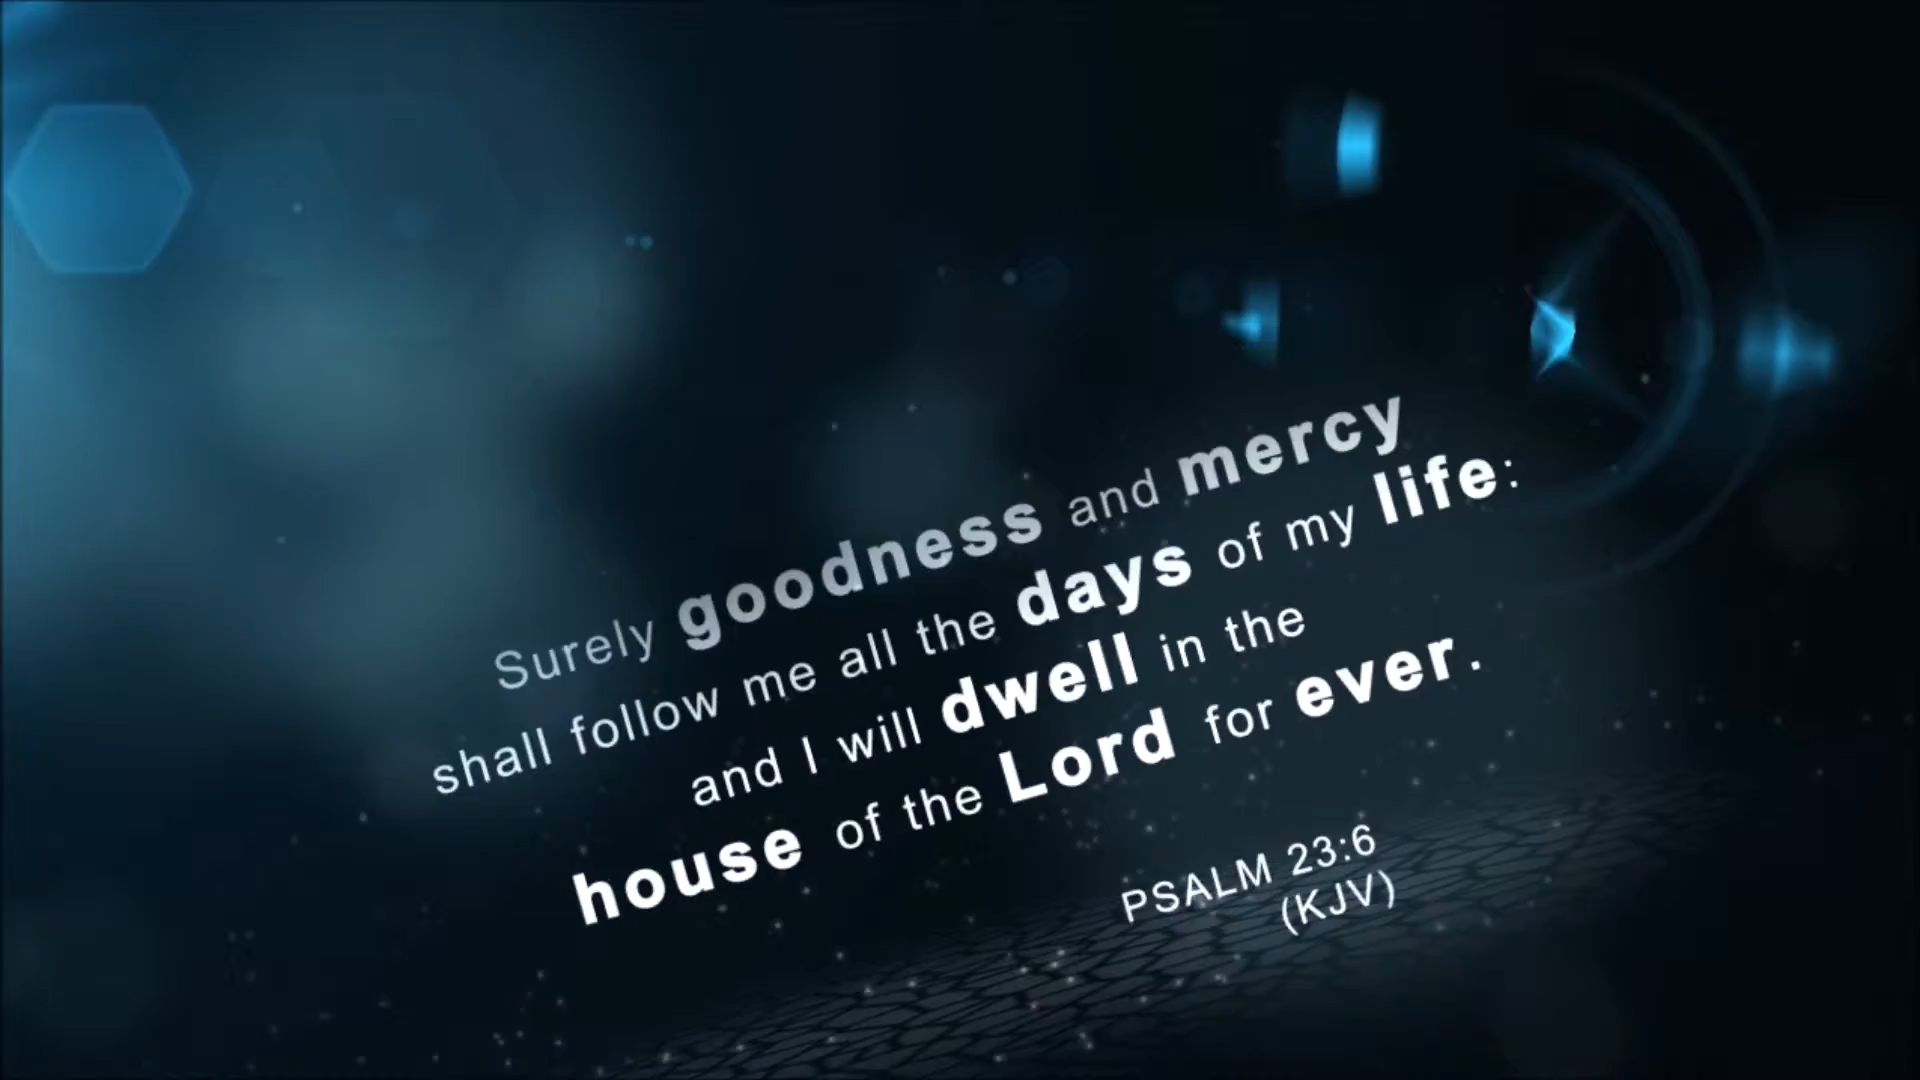 Surely goodness and mercy
shall follow me all the days of my life:
and I will dwell in the
house of the Lord for ever.
PSALM 23:6
(KJV)